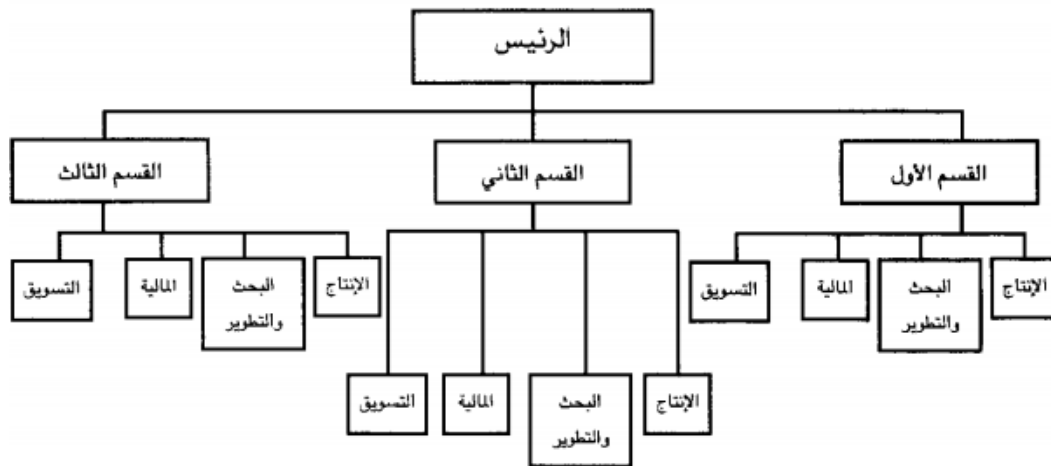 الرئيس
القسم الأول
القسم الثاني
القسم الثالث
الإنتاج
البحث
والتطوير
المالية
التسويق
الإنتاج
البحث
والتطوير
المالية
التسويق
الإنتاج
البحث
والتطوير
المالية
التسويق